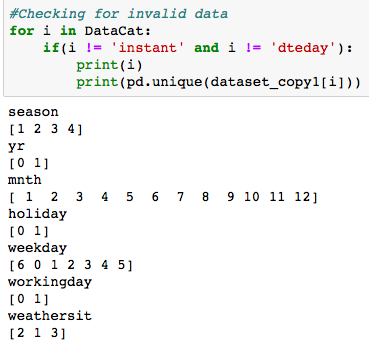 #Checking for invalid data
for i in DataCat:
    if(i != 'instant' and i != 'dteday'):
        print(i)
        print(pd.unique(dataset_copy1[i]))
season
[1 2 3 4]
yr
[0 1]
mnth
[ 1  2  3  4  5  6  7  8  9 10 11 12]
holiday
[0 1]
weekday
[6 0 1 2 3 4 5]
workingday
[0 1]
weathersit
[2 1 3]